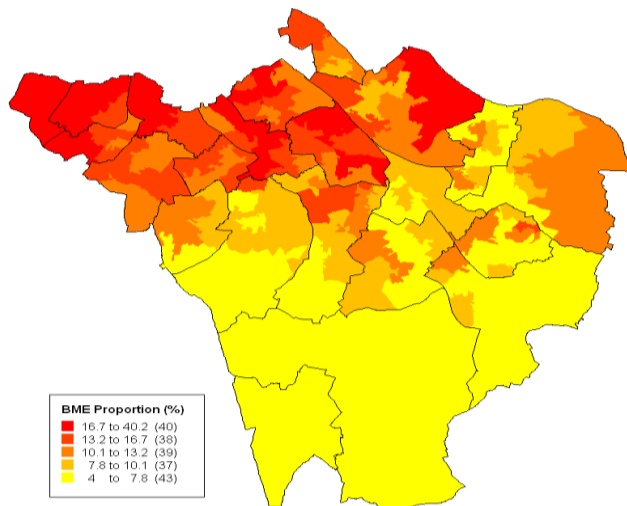 BME Proportion (%)
16.7 to 40.2 (40)
13.2 to 16.7 (38)
10.1 to 13.2 (39)
7.8 to 10.1 (37)
4 to 7.8 (43)